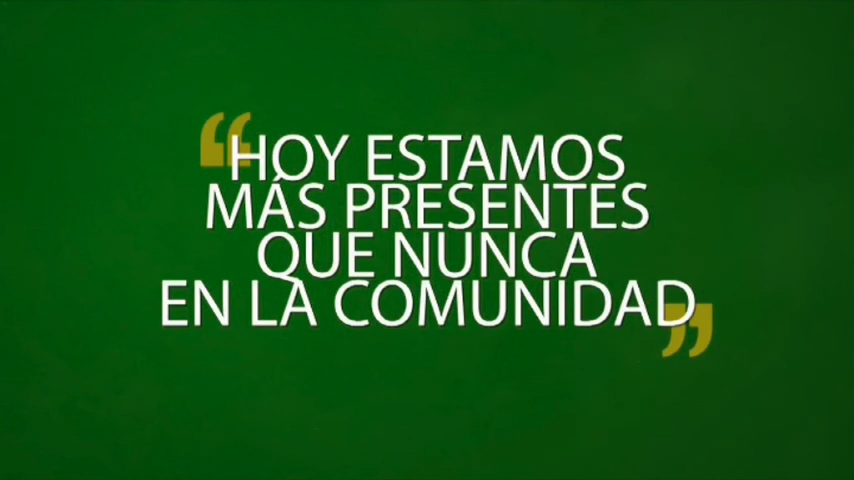 “HOY ESTAMOS
MÁS PRESENTES
QUE NUNCA
EN LA COMUNIDAD”